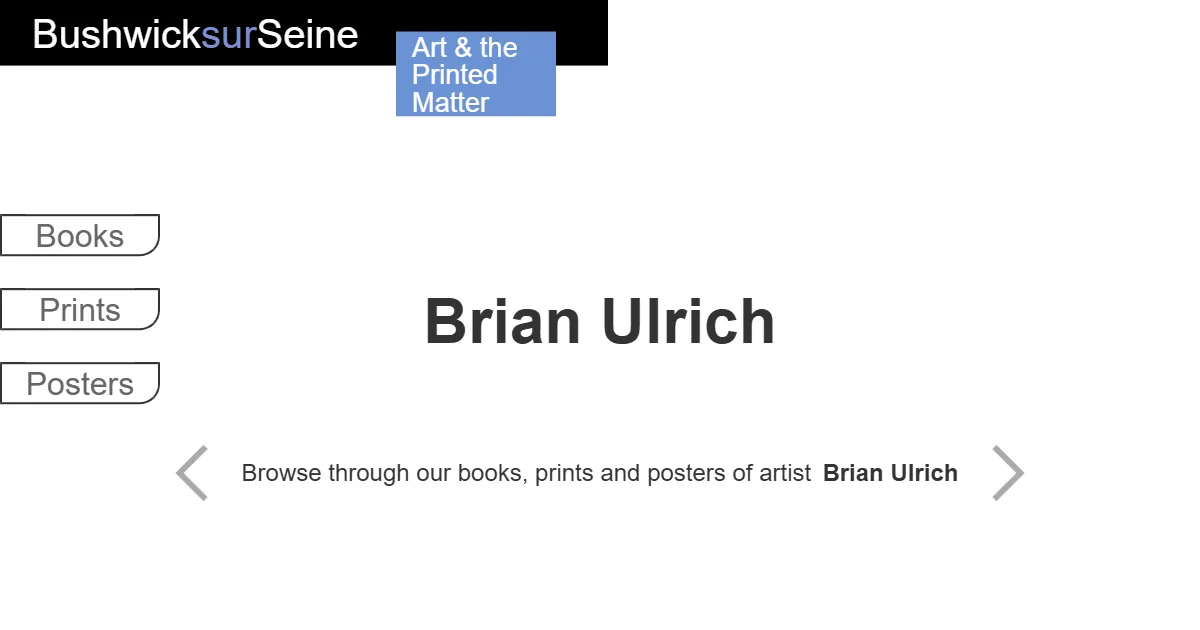 BushwicksurSeine
Art & the
Printed
Matter
Books
Prints
Posters
Brian Ulrich
Browse through our books, prints and posters of artist Brian Ulrich